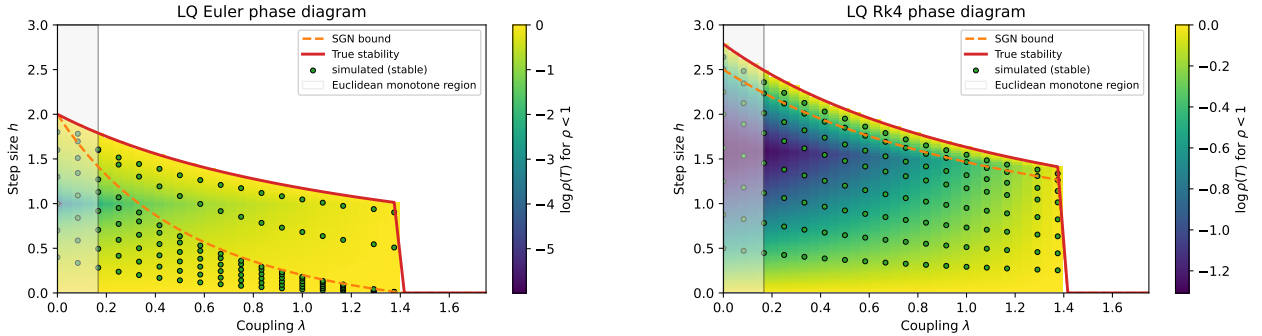 LQ Euler phase diagram
Step size h
3.0
2.5
2.0
1.5
1.0
0.5
0.0
0.0 0.2 0.4 0.6 0.8 1.0 1.2 1.4 1.6
Coupling λ
SGN bound
True stability
simulated (stable)
Euclidean monotone region
0
−1
−2
−3
−4
−5
log ρ(T) for ρ < 1
LQ Rk4 phase diagram
Step size h
3.0
2.5
2.0
1.5
1.0
0.5
0.0
0.0 0.2 0.4 0.6 0.8 1.0 1.2 1.4 1.6
Coupling λ
SGN bound
True stability
simulated (stable)
Euclidean monotone region
0.0
−0.2
−0.4
−0.6
−0.8
−1.0
−1.2
log ρ(T) for ρ < 1